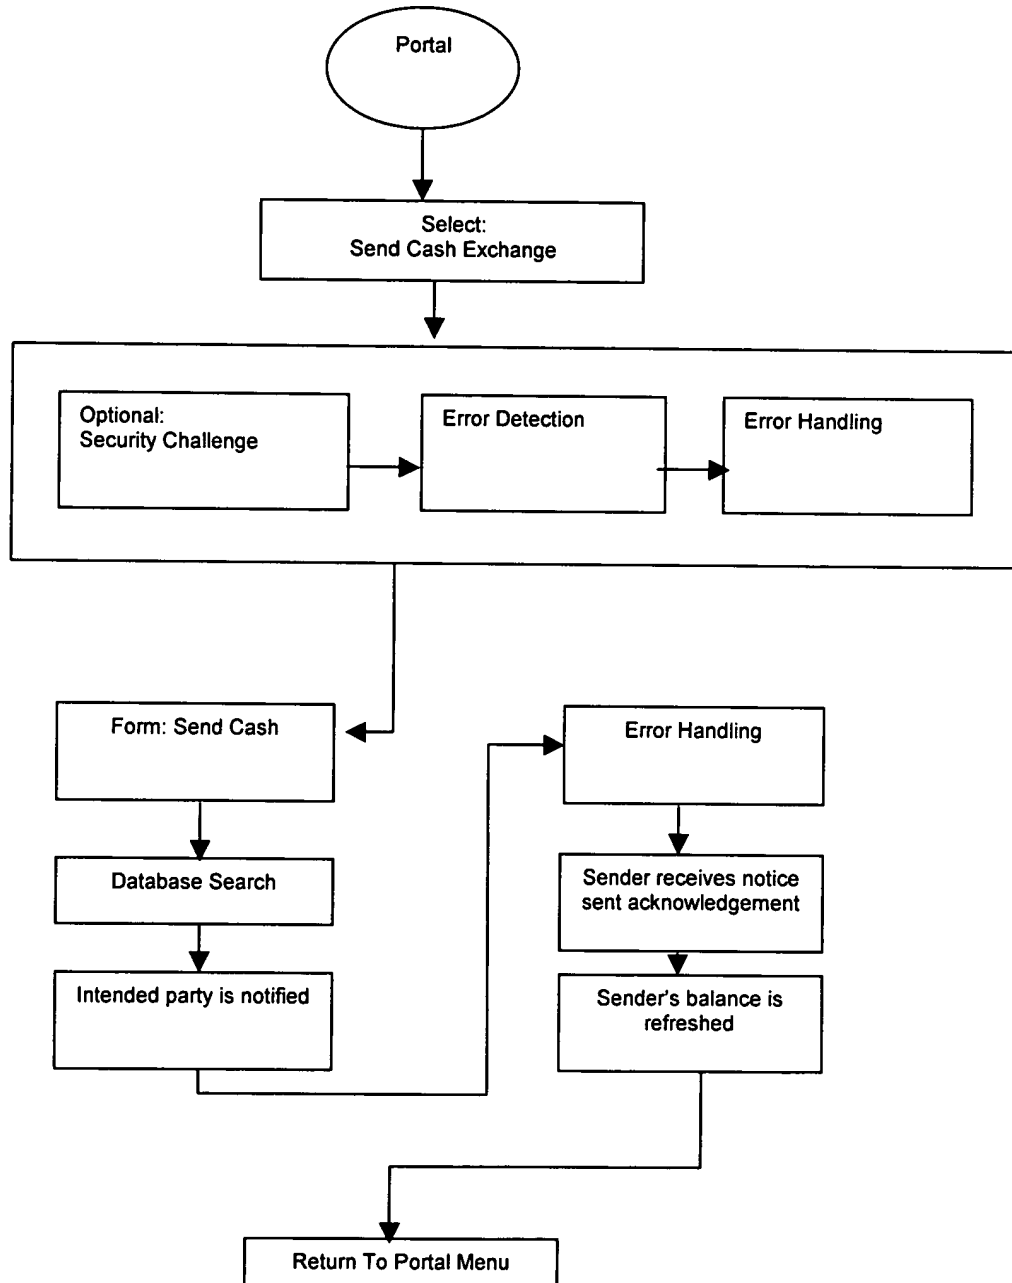 Portal
Select:
Send Cash Exchange
Optional:
Security Challenge
Error Detection
Error Handling
Form: Send Cash
Database Search
Intended party is notified
Error Handling
Sender receives notice
sent acknowledgement
Sender's balance is
refreshed
Return To Portal Menu